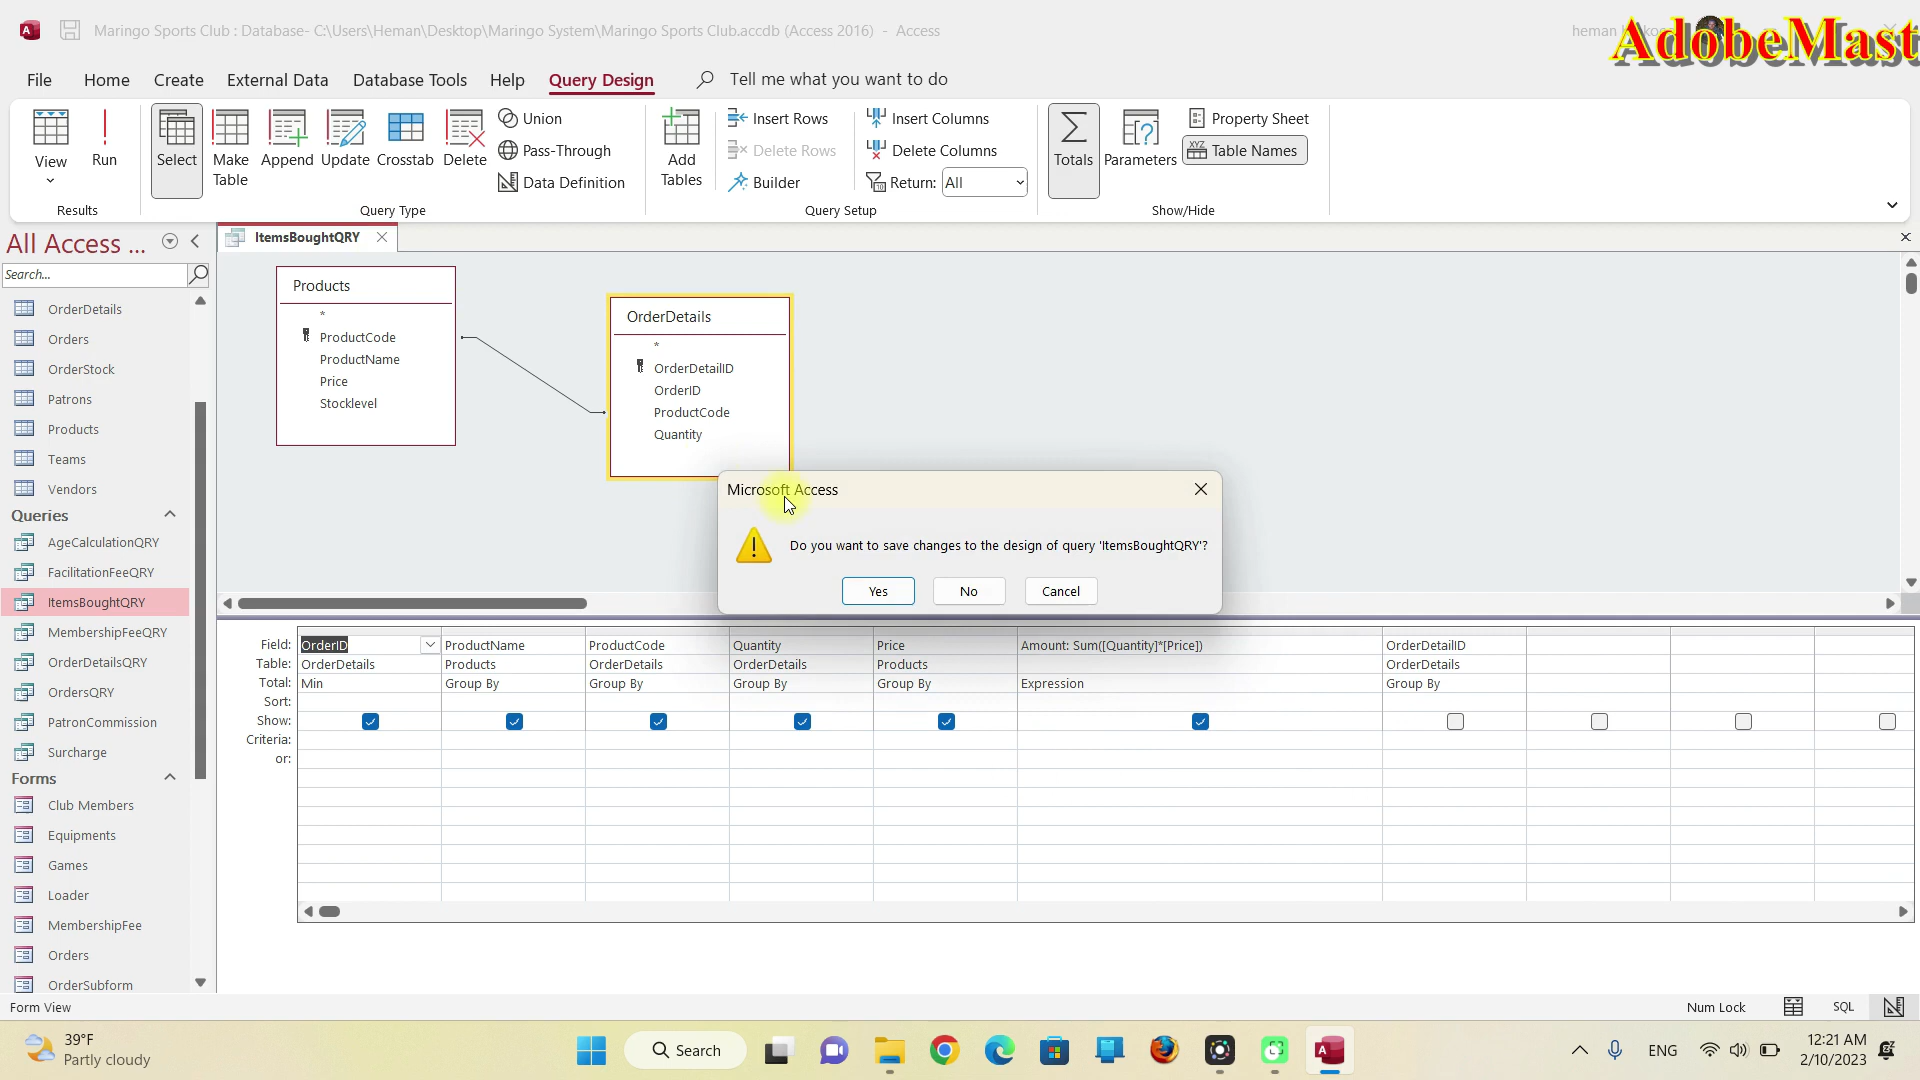 Maringo Sports Club : Database- C:\Users\Heman\Desktop\Maringo System\Maringo Sports Club.accdb (Access 2016) - Access
heman
AdobeMast
File Home Create External Data Database Tools Help Query Design Tell me what you want to do
View
Run
Select
Make Table
Append
Update
Crosstab
Delete
Union
Pass-Through
Data Definition
Add Tables
Insert Rows
Delete Rows
Builder
Insert Columns
Delete Columns
Return: All
Totals
Parameters
Property Sheet
Table Names
Results
Query Type
Query Setup
Show/Hide
All Access ...
Search...
OrderDetails
Orders
OrderStock
Patrons
Products
Teams
Vendors
Queries
AgeCalculationQRY
FacilitationFeeQRY
ItemsBoughtQRY
MembershipFeeQRY
OrderDetailsQRY
OrdersQRY
PatronCommission
Surcharge
Forms
Club Members
Equipments
Games
Loader
MembershipFee
Orders
OrderSubform
ItemsBoughtQRY
Products
*
ProductCode
ProductName
Price
Stocklevel
OrderDetails
*
OrderDetailID
OrderID
ProductCode
Quantity
Microsoft Access
Do you want to save changes to the design of query 'ItemsBoughtQRY'?
Yes No Cancel
Field: OrderID ProductName ProductCode Quantity Price Amount: Sum([Quantity]*[Price]) OrderDetailID
Table: OrderDetails Products OrderDetails OrderDetails Products OrderDetails
Total: Min Group By Group By Group By Group By Expression Group By
Sort:
Show:
Criteria:
or:
Form View
Num Lock
SQL
39°F
Partly cloudy
Search
ENG
12:21 AM
2/10/2023